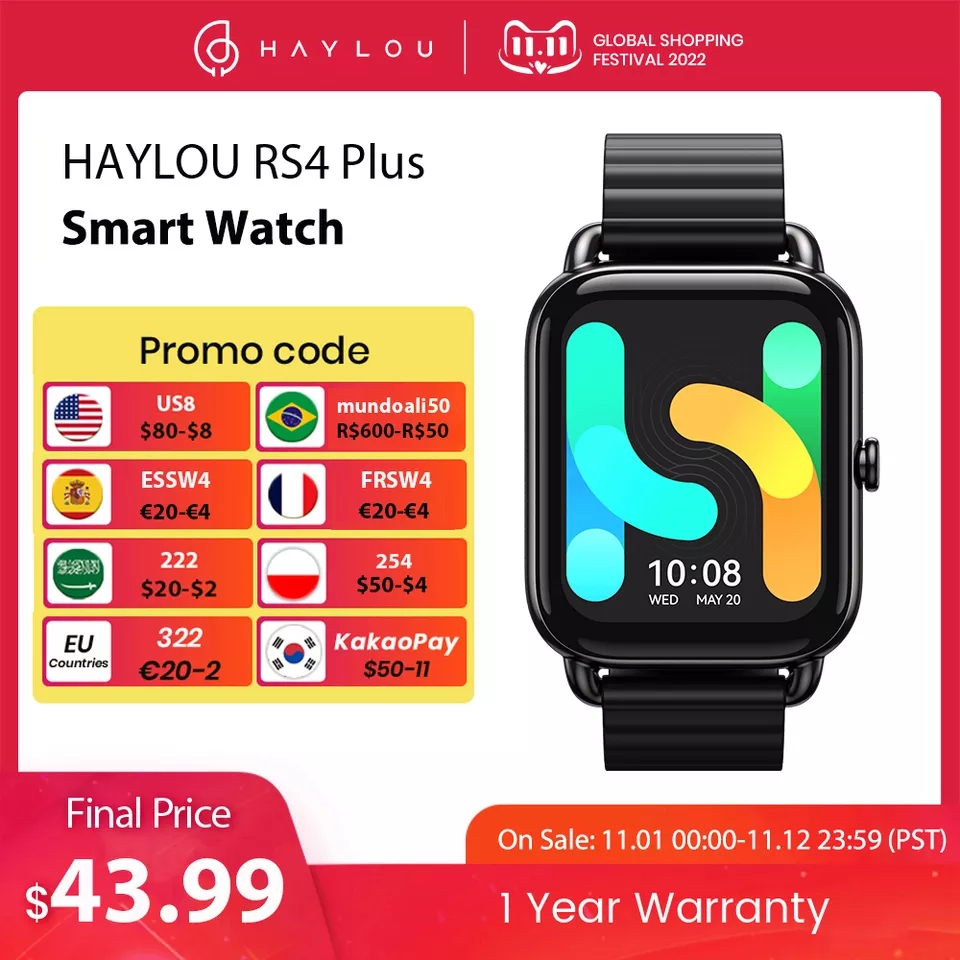 HAYLOU
11.11
GLOBAL SHOPPING
FESTIVAL 2022
HAYLOU RS4 Plus
Smart Watch
Promo code
US8
$80-$8
mundoali50
R$600-R$50
ESSW4
€20-€4
FRSW4
€20-€4
222
$20-$2
254
$50-$4
EU
Countries
322
€20-2
KakaoPay
$50-11
10:08
WED MAY 20
Final Price
$43.99
On Sale: 11.01 00:00-11.12 23:59 (PST)
1 Year Warranty